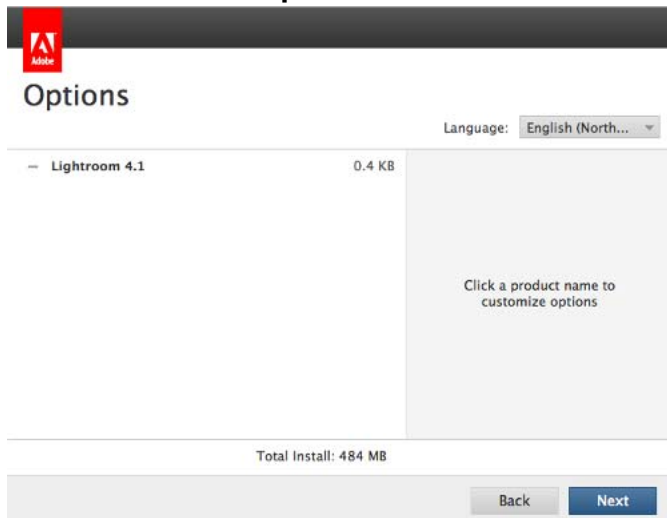 Adobe
Options
Language: English (North...
– Lightroom 4.1 0.4 KB
Click a product name to
customize options
Total Install: 484 MB
Back Next